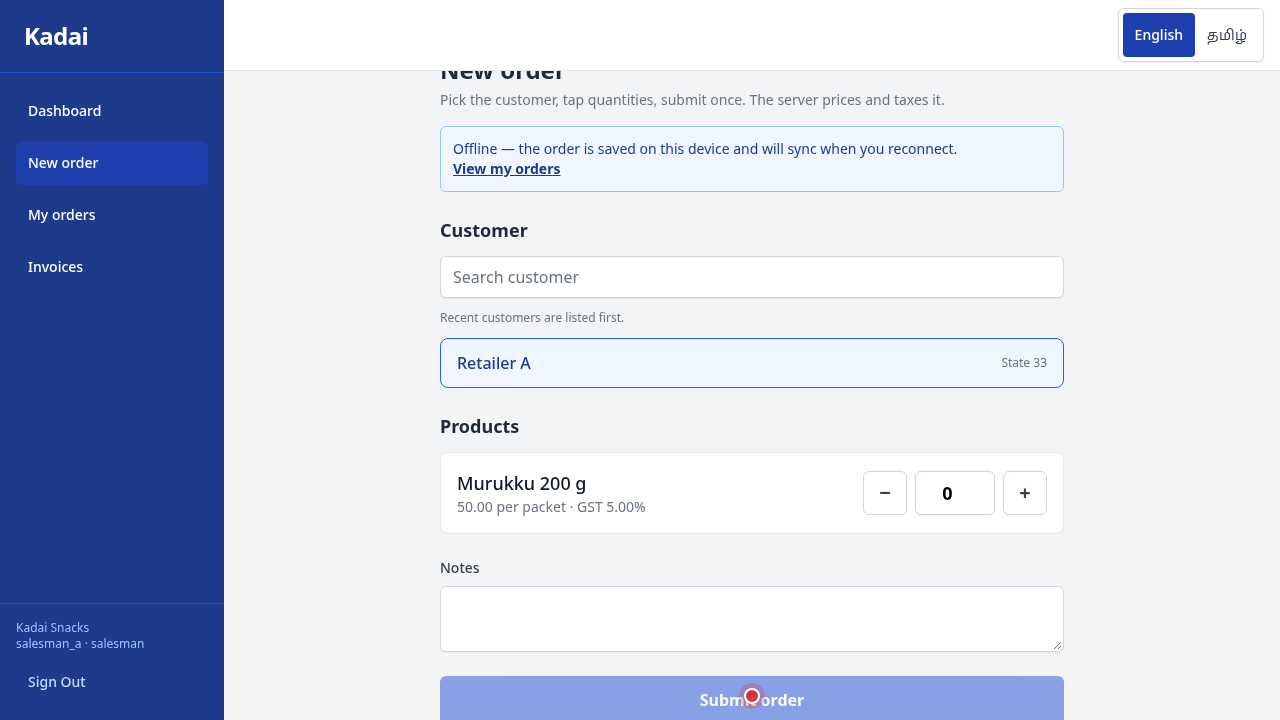 Kadai
English
தமிழ்
Dashboard
New order
My orders
Invoices
New order
Pick the customer, tap quantities, submit once. The server prices and taxes it.
Offline — the order is saved on this device and will sync when you reconnect.
View my orders
Customer
Search customer
Recent customers are listed first.
Retailer A
State 33
Products
Murukku 200 g
50.00 per packet · GST 5.00%
−
0
+
Notes
Submit order
Kadai Snacks
salesman_a · salesman
Sign Out